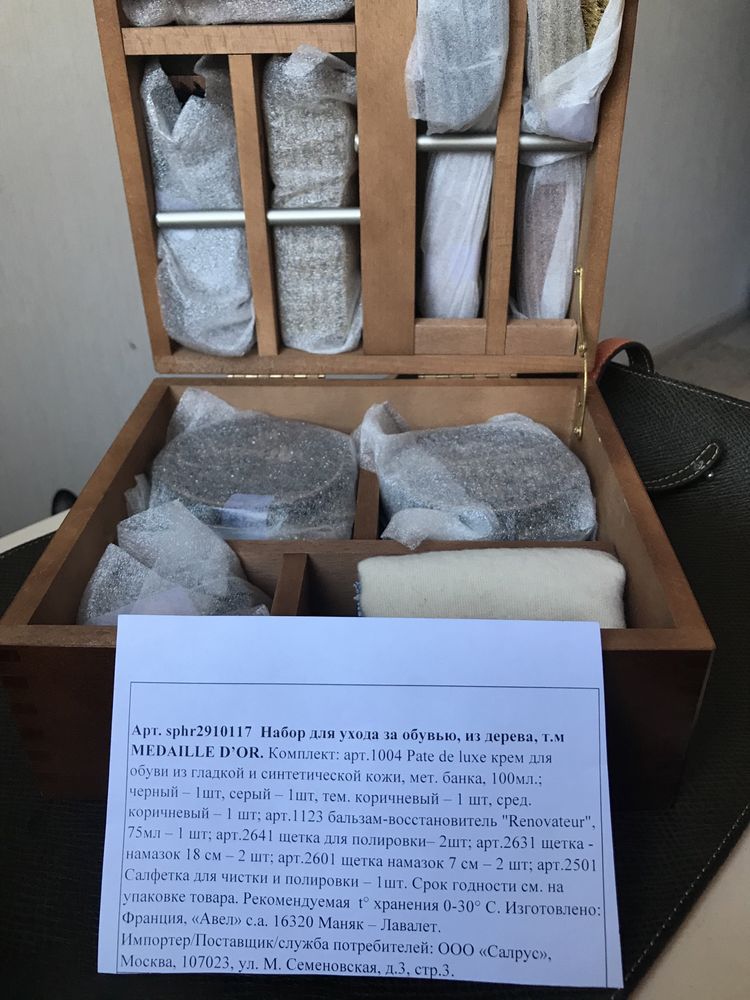 Арт. sphr2910117 Набор для ухода за обувью, из дерева, т.м
MEDAILLE D’OR. Комплект: арт.1004 Pate de luxe крем для
обуви из гладкой и синтетической кожи, мет. банка, 100мл.;
черный – 1шт, серый – 1шт, тем. коричневый – 1 шт, сред.
коричневый – 1 шт; арт.1123 бальзам-восстановитель "Renovateur",
75мл – 1 шт; арт.2641 щетка для полировки– 2шт; арт.2631 щетка -
намазок 18 см – 2 шт; арт.2601 щетка намазок 7 см – 2 шт; арт.2501
Салфетка для чистки и полировки – 1шт. Срок годности см. на
упаковке товара. Рекомендуемая t° хранения 0-30° С. Изготовлено:
Франция, «Авел» с.а. 16320 Маняк – Лавалет.
Импортер/Поставщик/служба потребителей: ООО «Салрус»,
Москва, 107023, ул. М. Семеновская, д.3, стр.3.